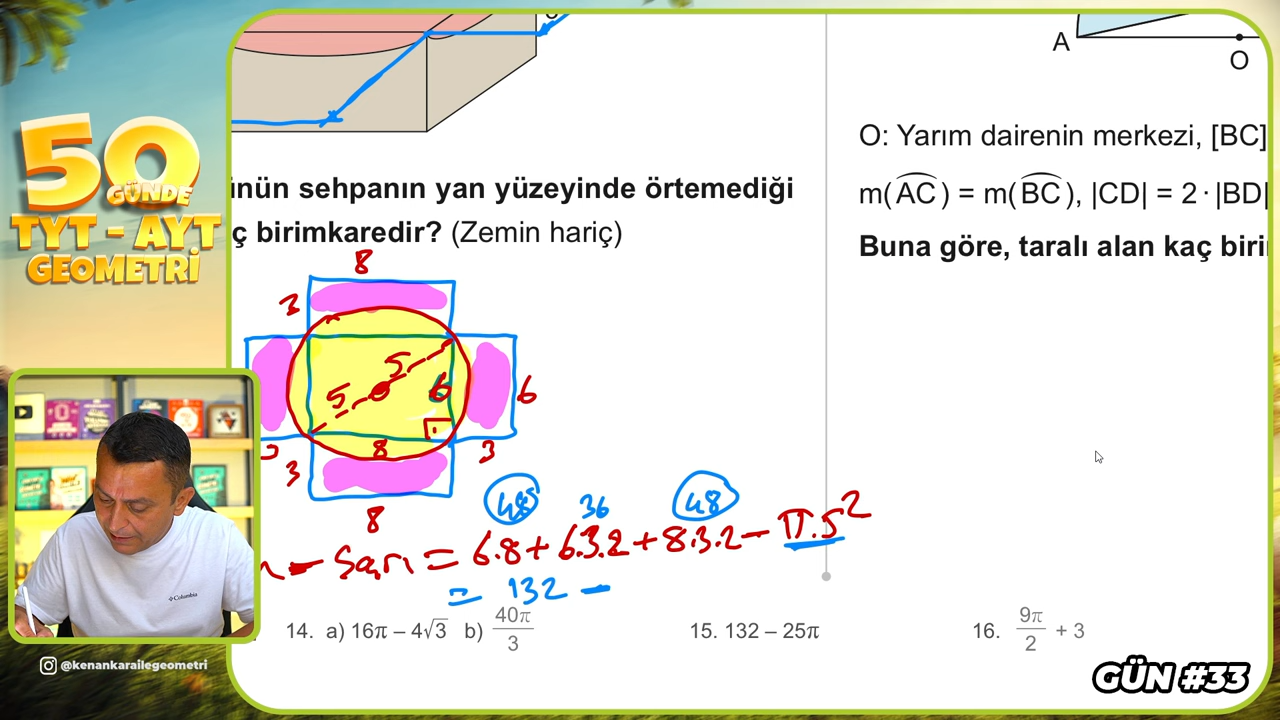 50
GÜNDE
TYT - AYT
GEOMETRİ
A
O
O: Yarım dairenin merkezi, [BC]
m(AC) = m(BC), |CD| = 2·|BD|
Buna göre, taralı alan kaç
sehpanın yan yüzeyinde örtemediği
birimkaredir? (Zemin hariç)
8
3
5
5
6
6
8
3
3
8
48
36
48
- Sarı = 6.8 + 6.3.2 + 8.3.2 - π.5²
= 132 -
14. a) 16π – 4√3 b) 40π/3
15. 132 – 25π
16. 9π/2 + 3
Columbia
@kenankarailegeometri
GÜN #33